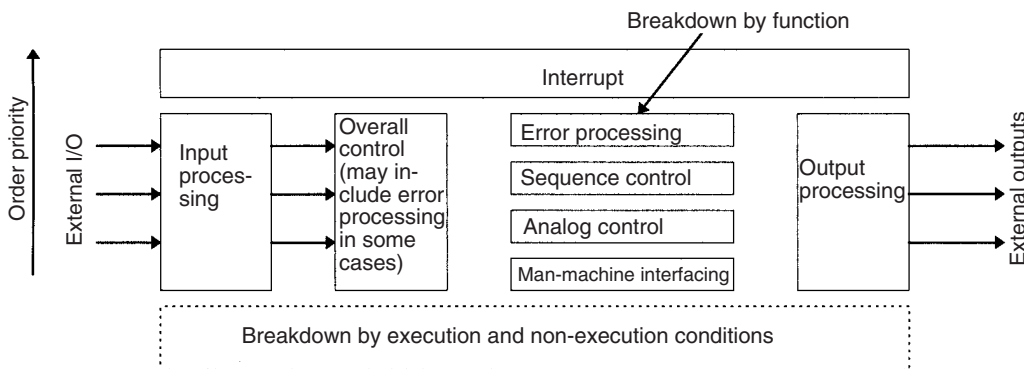 Breakdown by function
Order priority
Interrupt
External I/O
Input
proces-
sing
Overall
control
(may in-
clude error
processing
in some
cases)
Error processing
Sequence control
Analog control
Man-machine interfacing
Output
processing
External outputs
Breakdown by execution and non-execution conditions